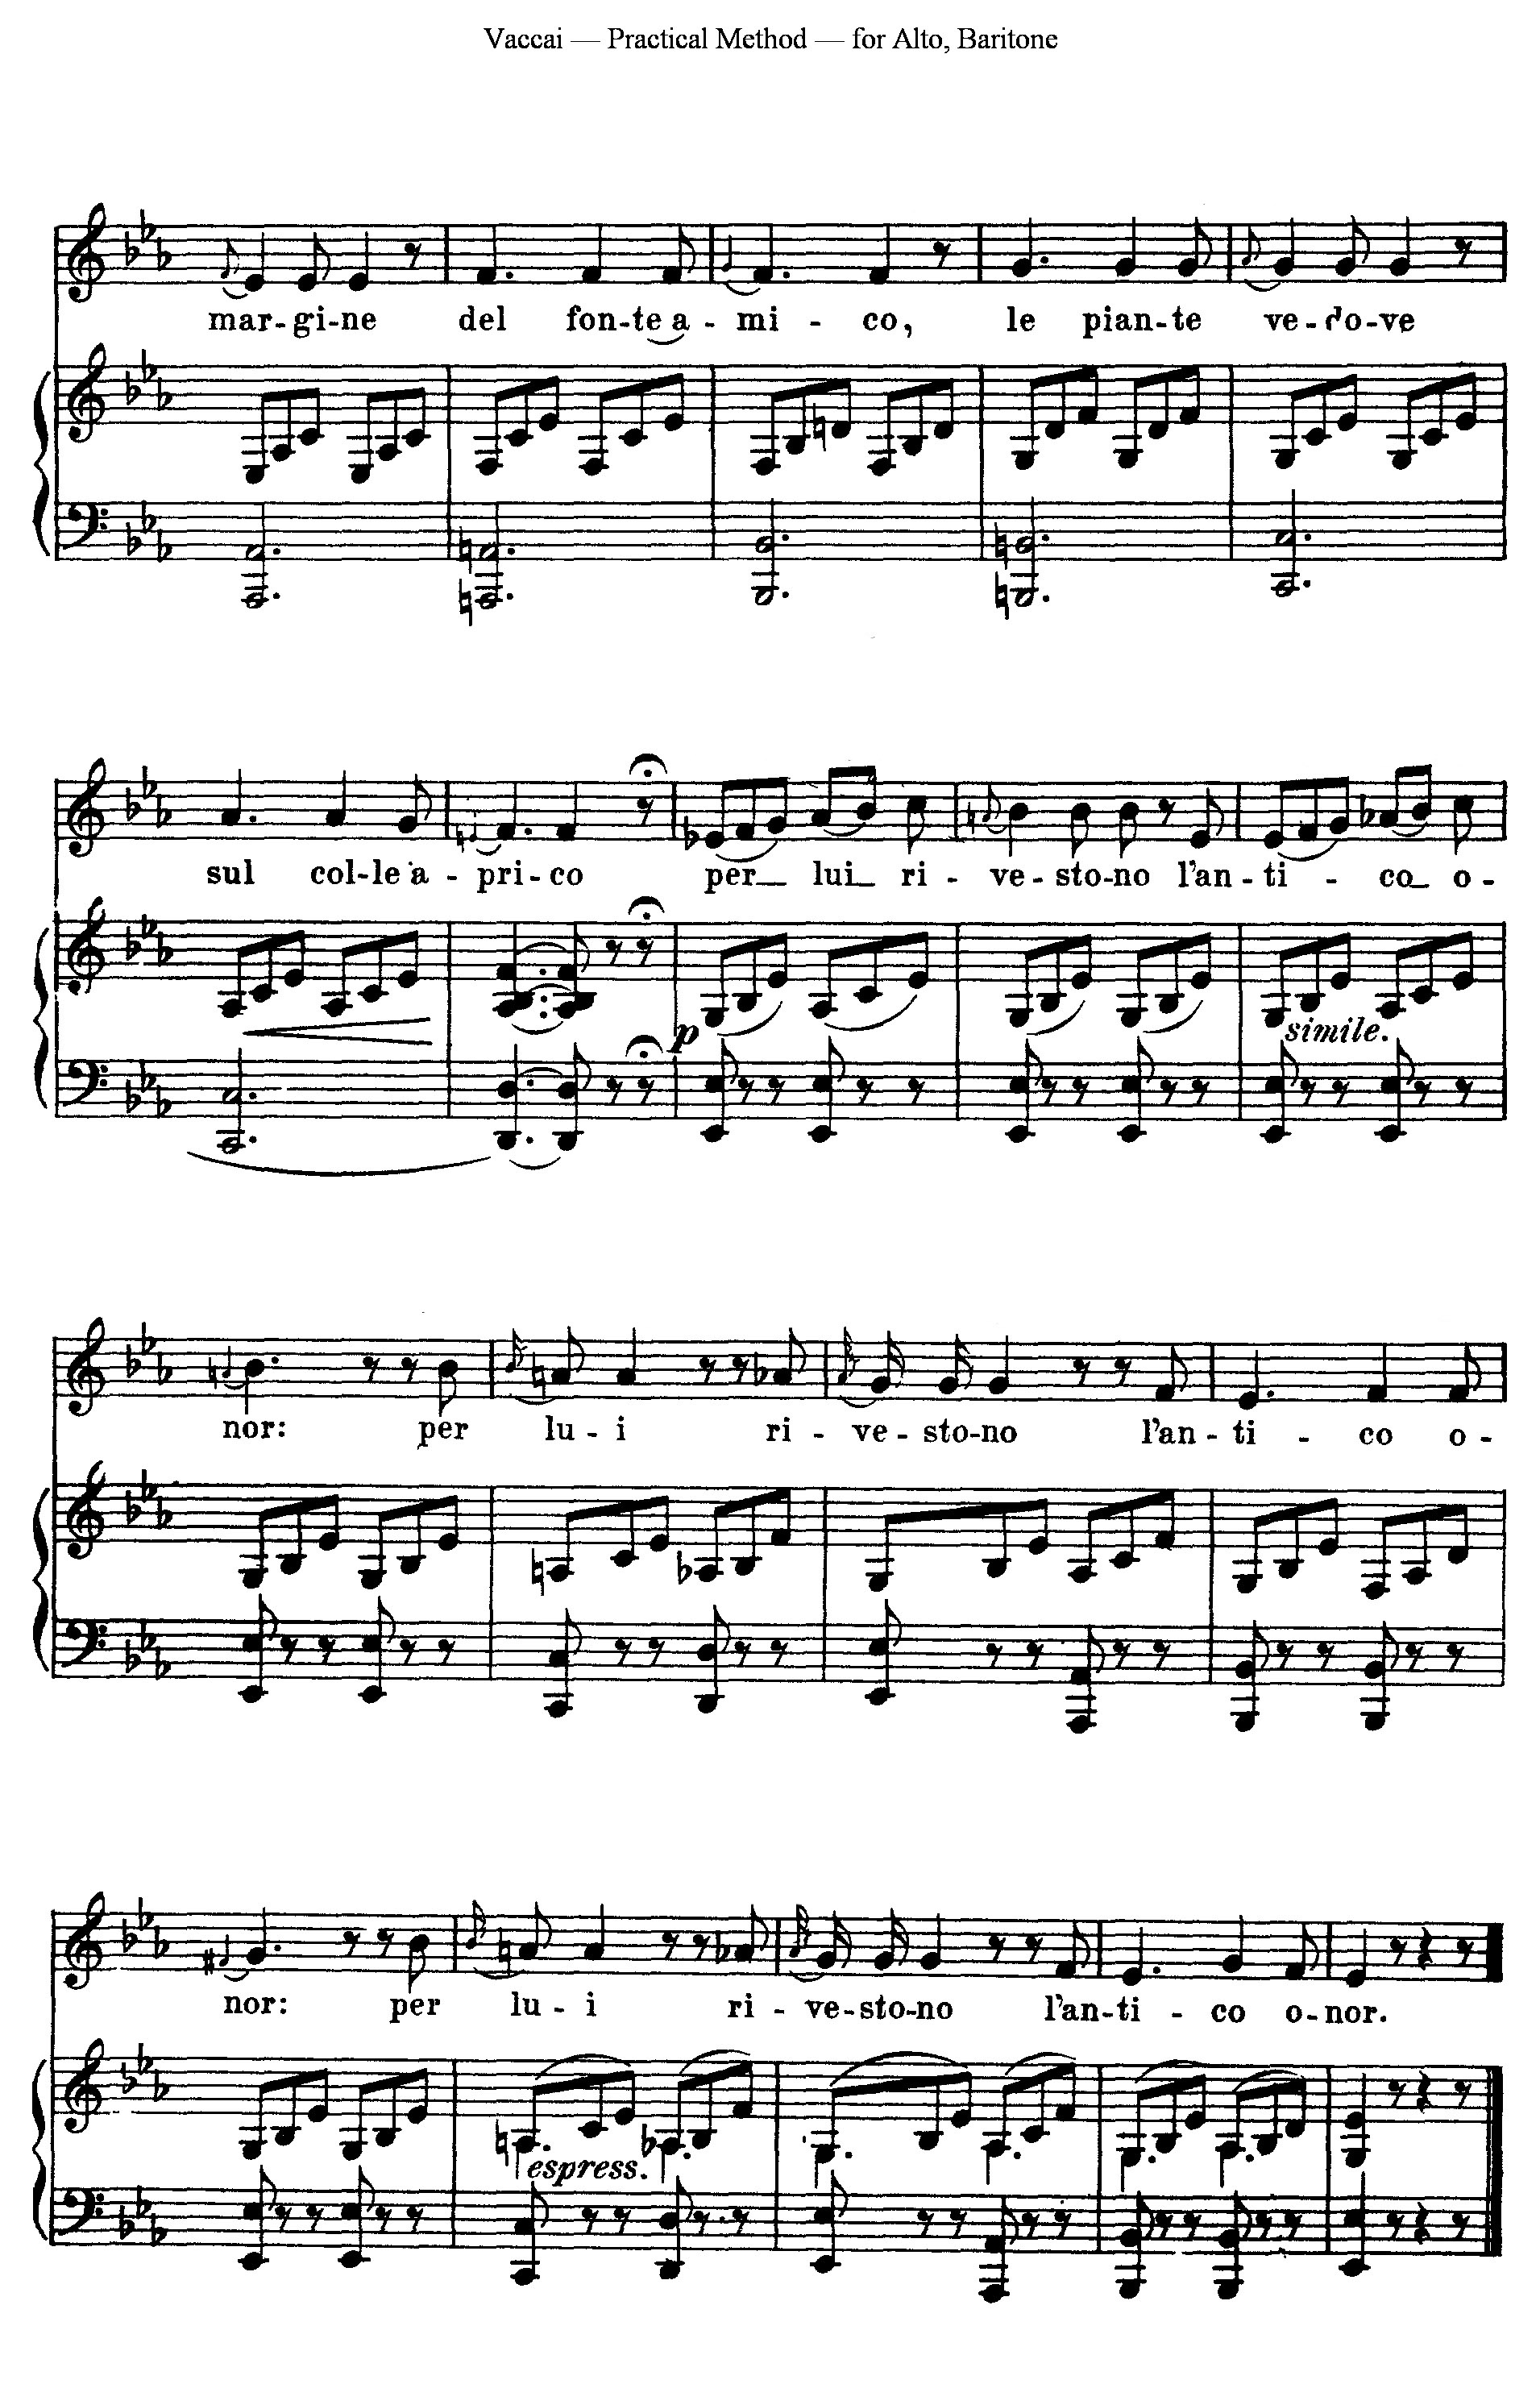 Vaccai — Practical Method — for Alto, Baritone
mar-gi-ne del fon-te a-mi-co, le pian-te ve-do-ve
sul col-le a-pri-co per lui ri-ve-sto-no l'an-ti-co o-
p simile.
nor: per lu-i ri-ve-sto-no l'an-ti-co o-
nor: per lu-i ri-ve-sto-no l'an-ti-co o-nor.
espress.